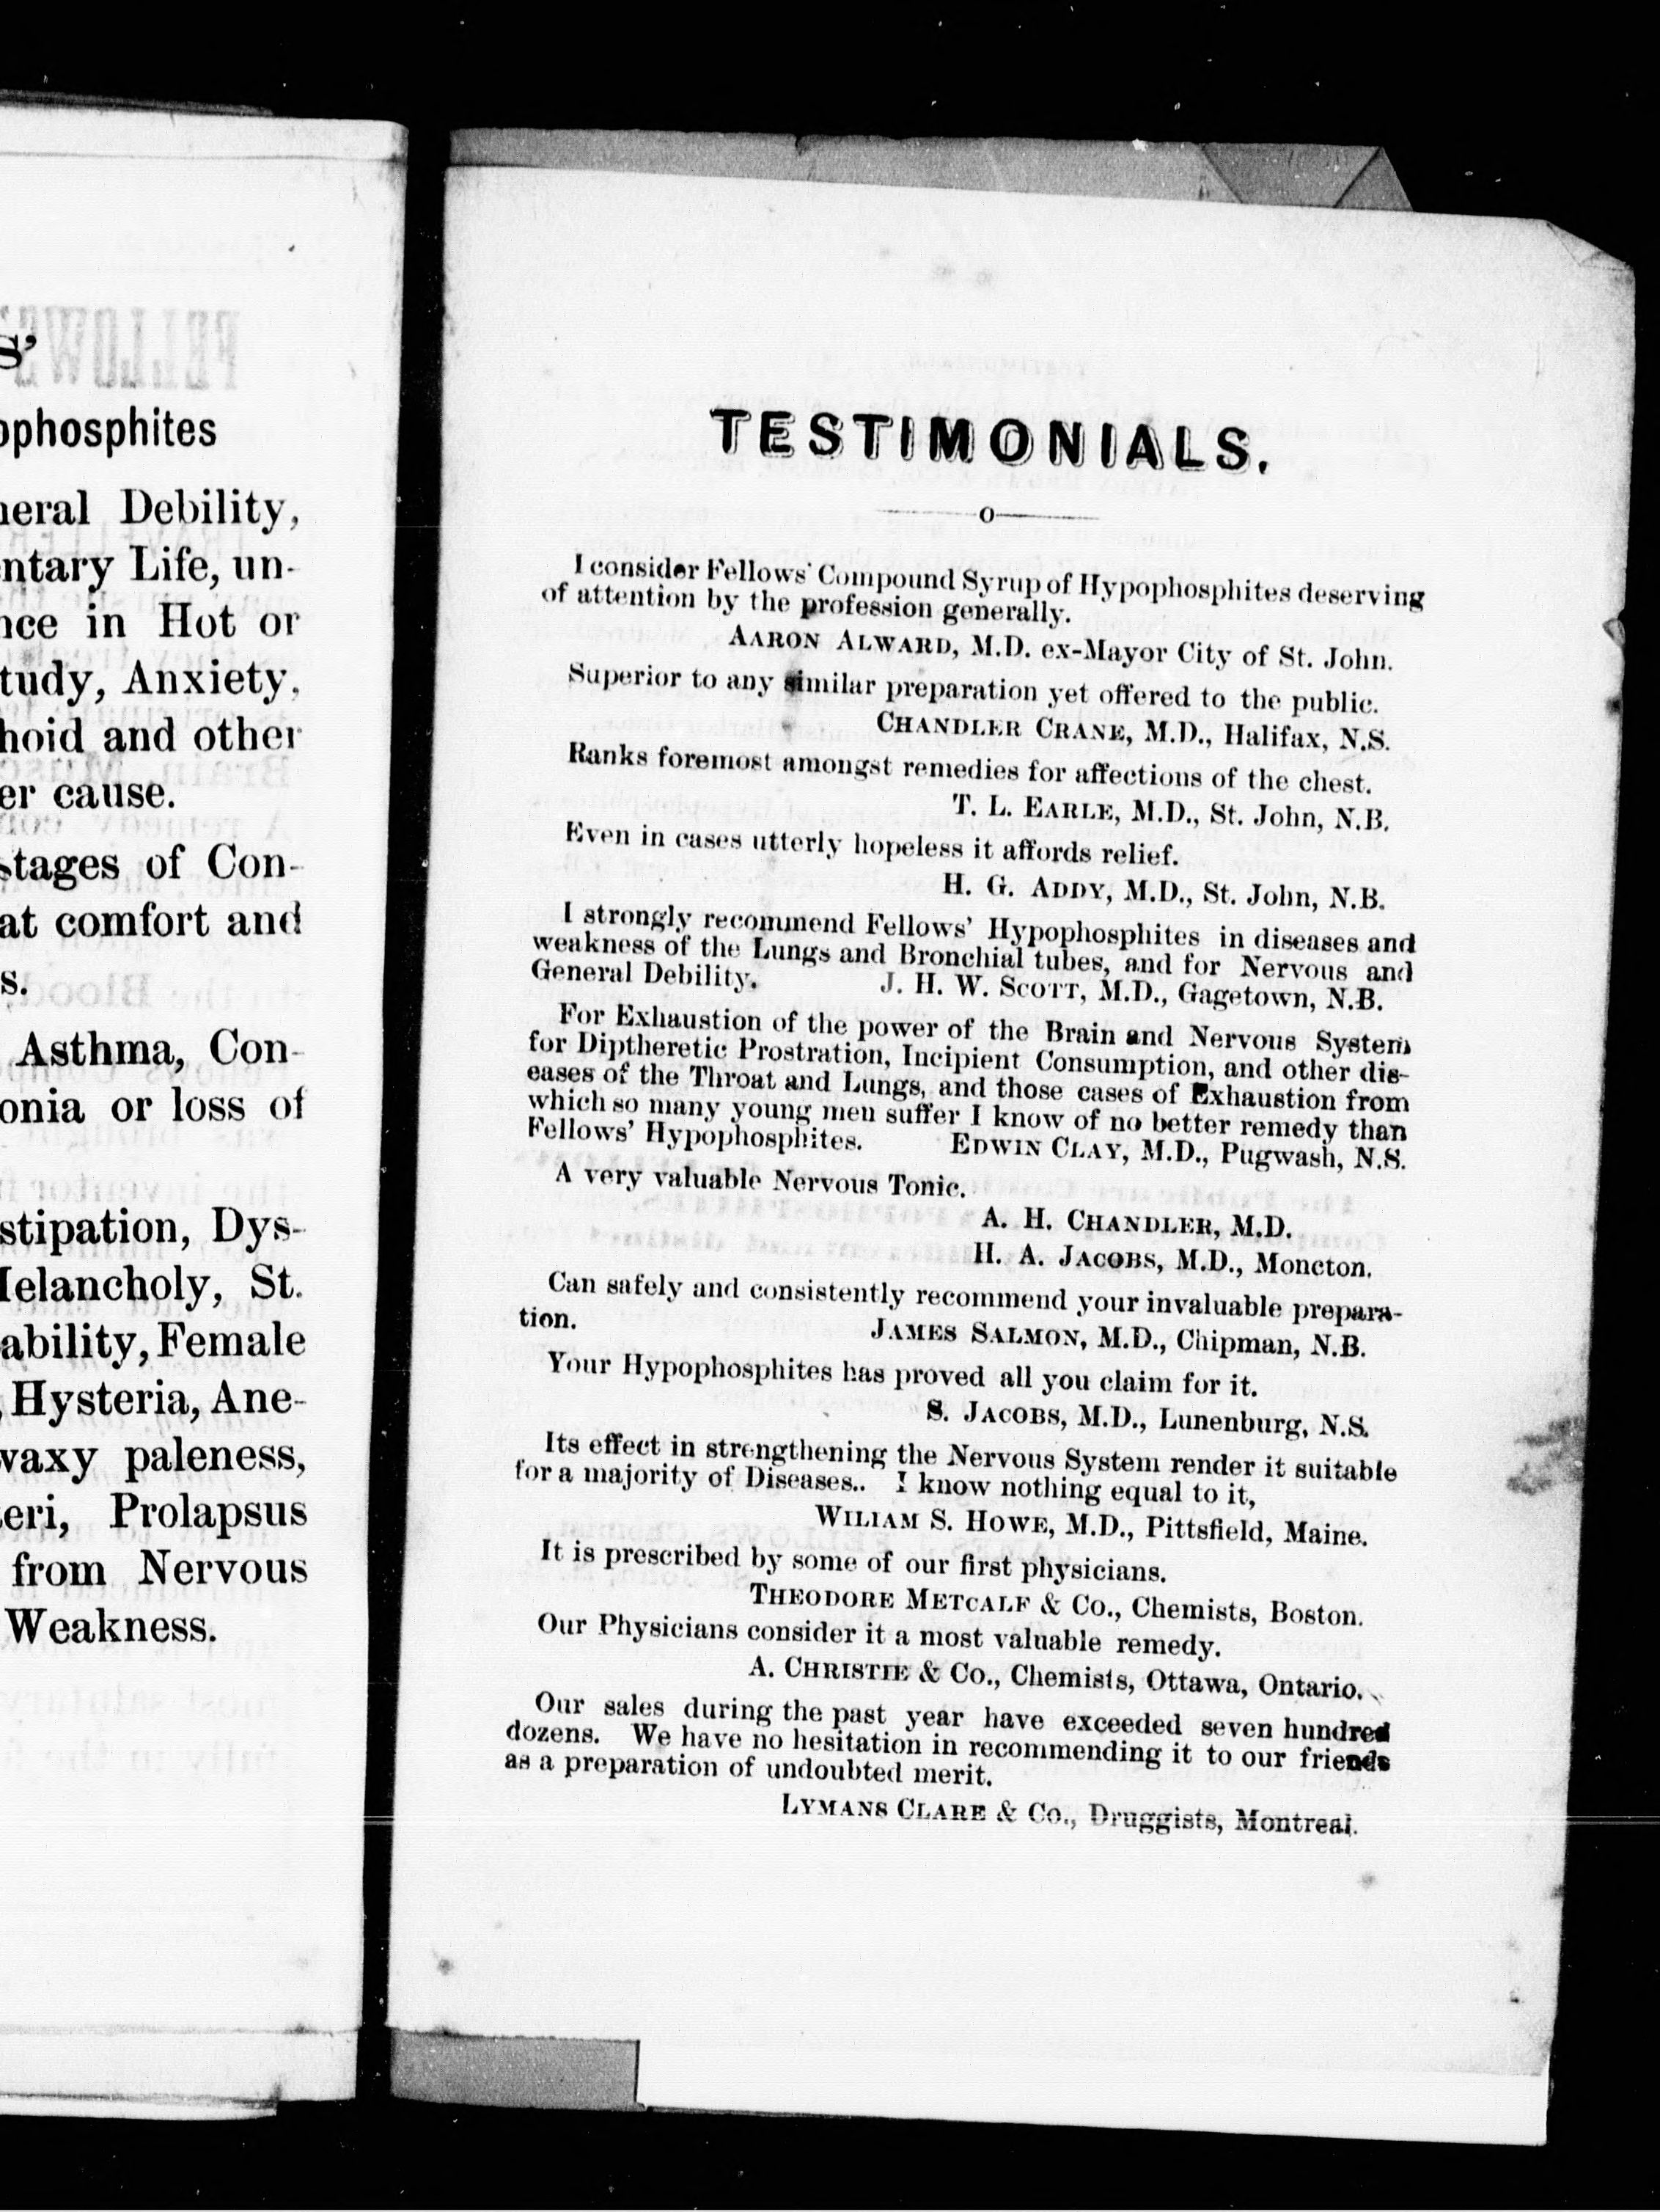 S'
ophosphites
neral Debility,
entary Life, un-
nce in Hot or
tudy, Anxiety,
hoid and other
er cause.
stages of Con-
at comfort and
s.
Asthma, Con-
onia or loss of
stipation, Dys-
Melancholy, St.
ability, Female
, Hysteria, Ane-
waxy paleness,
eri, Prolapsus
from Nervous
Weakness.
TESTIMONIALS.
o
I consider Fellows' Compound Syrup of Hypophosphites deserving
of attention by the profession generally.
AARON ALWARD, M.D. ex-Mayor City of St. John.
Superior to any similar preparation yet offered to the public.
CHANDLER CRANE, M.D., Halifax, N.S.
Ranks foremost amongst remedies for affections of the chest.
T. L. EARLE, M.D., St. John, N.B.
Even in cases utterly hopeless it affords relief.
H. G. ADDY, M.D., St. John, N.B.
I strongly recommend Fellows' Hypophosphites in diseases and
weakness of the Lungs and Bronchial tubes, and for Nervous and
General Debility. J. H. W. SCOTT, M.D., Gagetown, N.B.
For Exhaustion of the power of the Brain and Nervous System
for Diptheretic Prostration, Incipient Consumption, and other dis-
eases of the Throat and Lungs, and those cases of Exhaustion from
which so many young men suffer I know of no better remedy than
Fellows' Hypophosphites. EDWIN CLAY, M.D., Pugwash, N.S.
A very valuable Nervous Tonic.
A. H. CHANDLER, M.D.
H. A. JACOBS, M.D., Moncton.
Can safely and consistently recommend your invaluable prepara-
tion. JAMES SALMON, M.D., Chipman, N.B.
Your Hypophosphites has proved all you claim for it.
S. JACOBS, M.D., Lunenburg, N.S.
Its effect in strengthening the Nervous System render it suitable
for a majority of Diseases.. I know nothing equal to it,
WILIAM S. HOWE, M.D., Pittsfield, Maine.
It is prescribed by some of our first physicians.
THEODORE METCALF & Co., Chemists, Boston.
Our Physicians consider it a most valuable remedy.
A. CHRISTIE & Co., Chemists, Ottawa, Ontario.
Our sales during the past year have exceeded seven hundred
dozens. We have no hesitation in recommending it to our friends
as a preparation of undoubted merit.
LYMANS CLARE & Co., Druggists, Montreal.